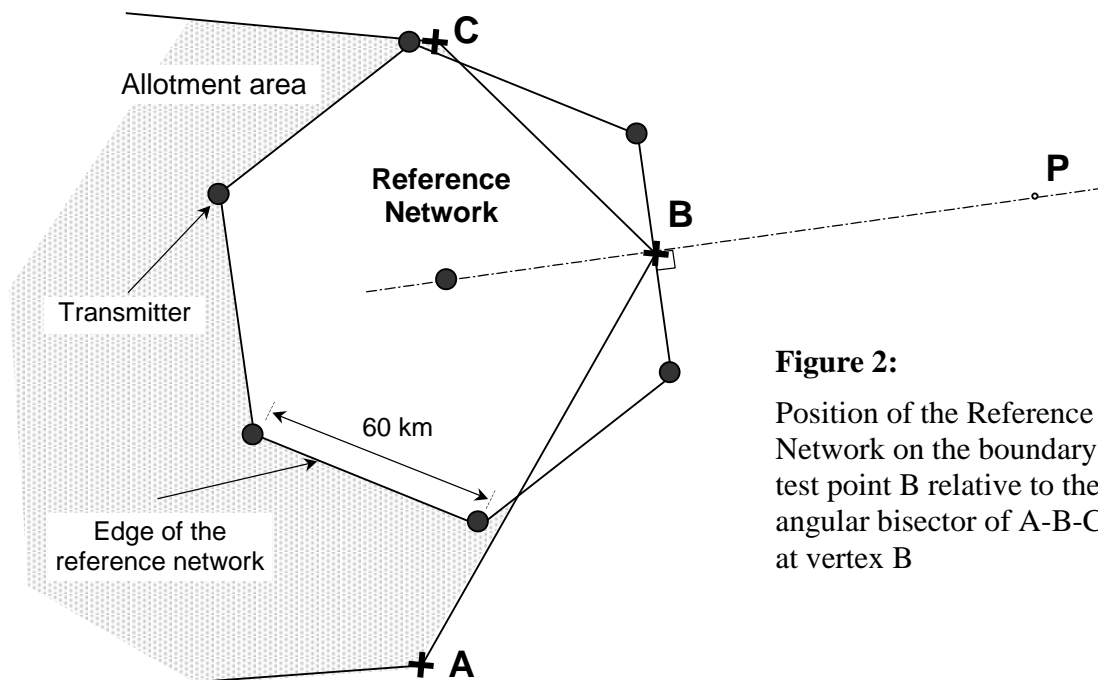 C
Allotment area
P
Reference
Network
B
Transmitter
Figure 2:
Position of the Reference
Network on the boundary
test point B relative to the
angular bisector of A-B-C
at vertex B
60 km
Edge of the
reference network
A